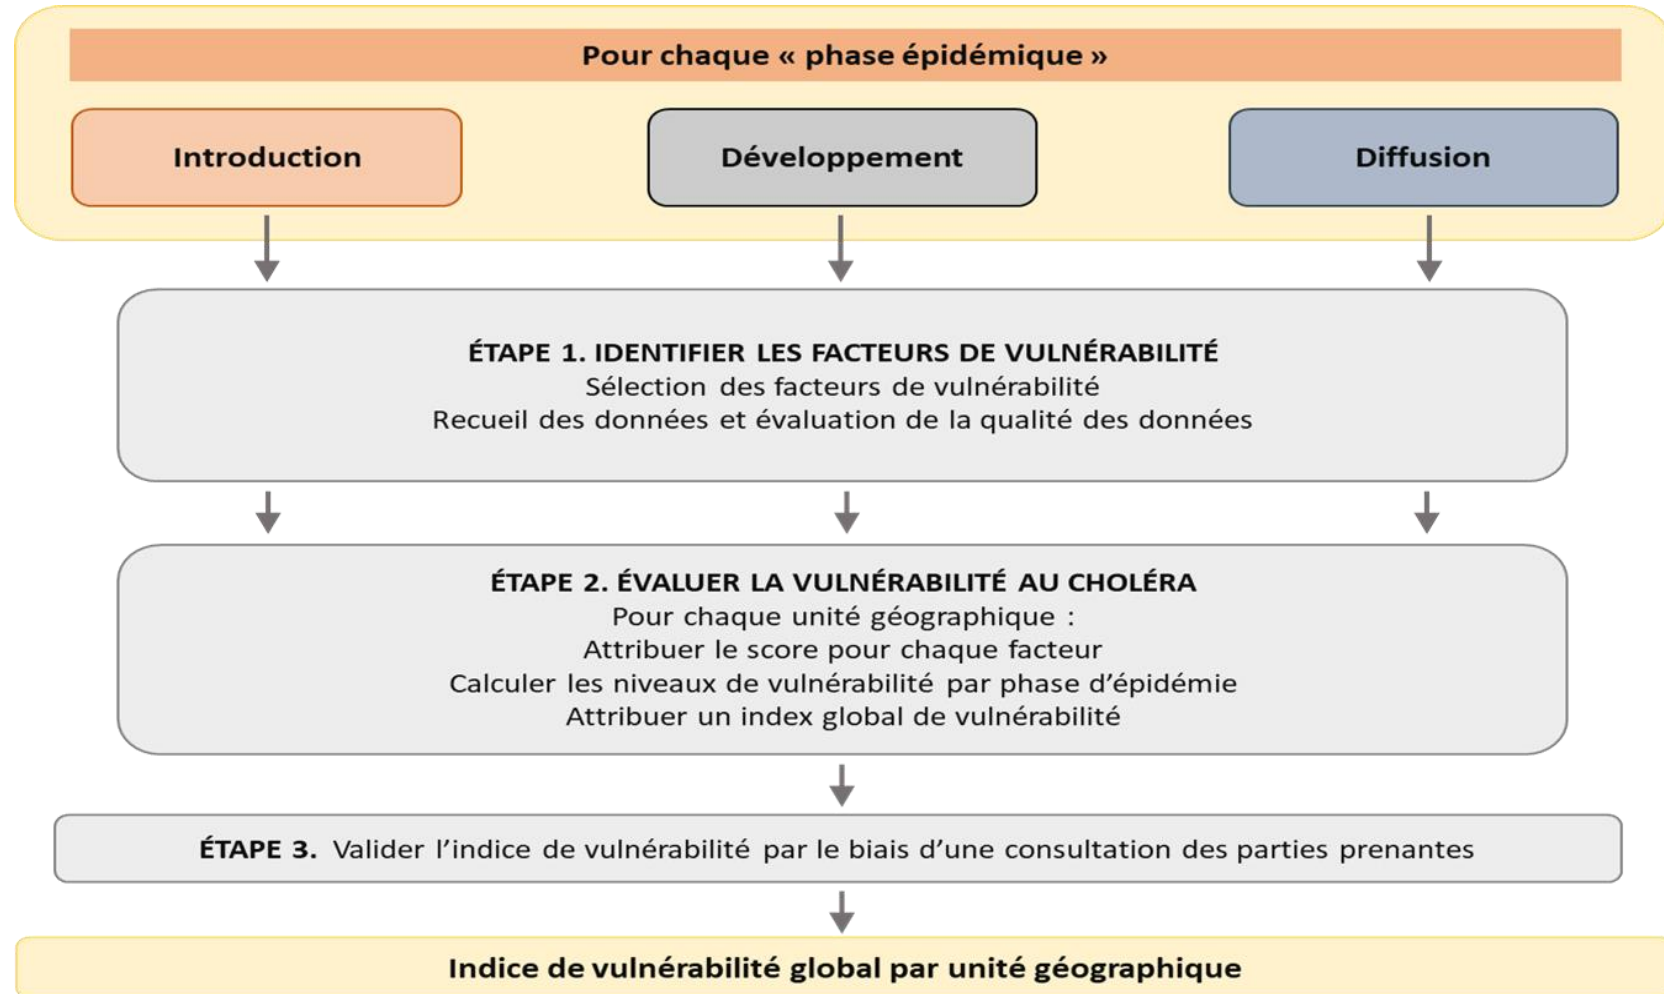 Pour chaque « phase épidémique »
Introduction
Développement
Diffusion
ÉTAPE 1. IDENTIFIER LES FACTEURS DE VULNÉRABILITÉ
Sélection des facteurs de vulnérabilité
Recueil des données et évaluation de la qualité des données
ÉTAPE 2. ÉVALUER LA VULNÉRABILITÉ AU CHOLÉRA
Pour chaque unité géographique :
Attribuer le score pour chaque facteur
Calculer les niveaux de vulnérabilité par phase d’épidémie
Attribuer un index global de vulnérabilité
ÉTAPE 3. Valider l’indice de vulnérabilité par le biais d’une consultation des parties prenantes
Indice de vulnérabilité global par unité géographique